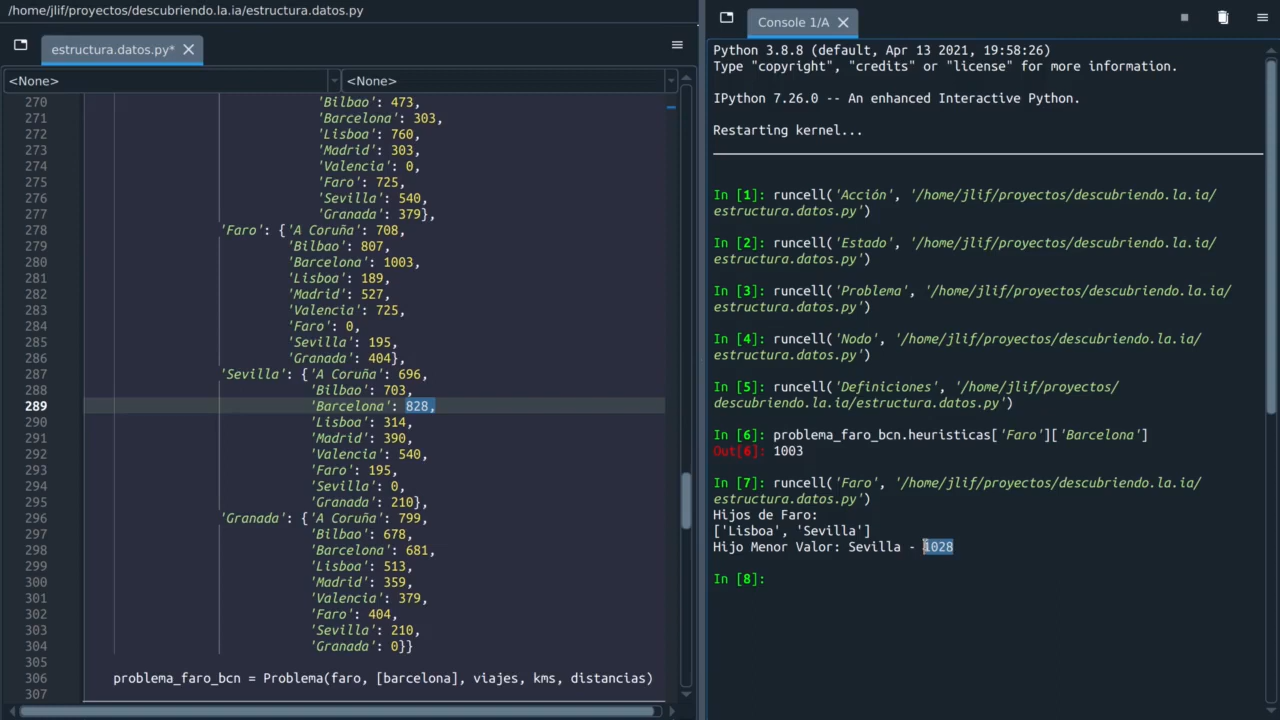 /home/jlif/proyectos/descubriendo.la.ia/estructura.datos.py
estructura.datos.py*
<None>
<None>
270 'Bilbao': 473,
271 'Barcelona': 303,
272 'Lisboa': 760,
273 'Madrid': 303,
274 'Valencia': 0,
275 'Faro': 725,
276 'Sevilla': 540,
277 'Granada': 379},
278 'Faro': {'A Coruña': 708,
279 'Bilbao': 807,
280 'Barcelona': 1003,
281 'Lisboa': 189,
282 'Madrid': 527,
283 'Valencia': 725,
284 'Faro': 0,
285 'Sevilla': 195,
286 'Granada': 404},
287 'Sevilla': {'A Coruña': 696,
288 'Bilbao': 703,
289 'Barcelona': 828,
290 'Lisboa': 314,
291 'Madrid': 390,
292 'Valencia': 540,
293 'Faro': 195,
294 'Sevilla': 0,
295 'Granada': 210},
296 'Granada': {'A Coruña': 799,
297 'Bilbao': 678,
298 'Barcelona': 681,
299 'Lisboa': 513,
300 'Madrid': 359,
301 'Valencia': 379,
302 'Faro': 404,
303 'Sevilla': 210,
304 'Granada': 0}}
305
306 problema_faro_bcn = Problema(faro, [barcelona], viajes, kms, distancias)
307
Console 1/A
Python 3.8.8 (default, Apr 13 2021, 19:58:26)
Type "copyright", "credits" or "license" for more information.
IPython 7.26.0 -- An enhanced Interactive Python.
Restarting kernel...
In [1]: runcell('Acción', '/home/jlif/proyectos/descubriendo.la.ia/
estructura.datos.py')
In [2]: runcell('Estado', '/home/jlif/proyectos/descubriendo.la.ia/
estructura.datos.py')
In [3]: runcell('Problema', '/home/jlif/proyectos/descubriendo.la.ia/
estructura.datos.py')
In [4]: runcell('Nodo', '/home/jlif/proyectos/descubriendo.la.ia/
estructura.datos.py')
In [5]: runcell('Definiciones', '/home/jlif/proyectos/
descubriendo.la.ia/estructura.datos.py')
In [6]: problema_faro_bcn.heuristicas['Faro']['Barcelona']
Out[6]: 1003
In [7]: runcell('Faro', '/home/jlif/proyectos/descubriendo.la.ia/
estructura.datos.py')
Hijos de Faro:
['Lisboa', 'Sevilla']
Hijo Menor Valor: Sevilla - 1028
In [8]: